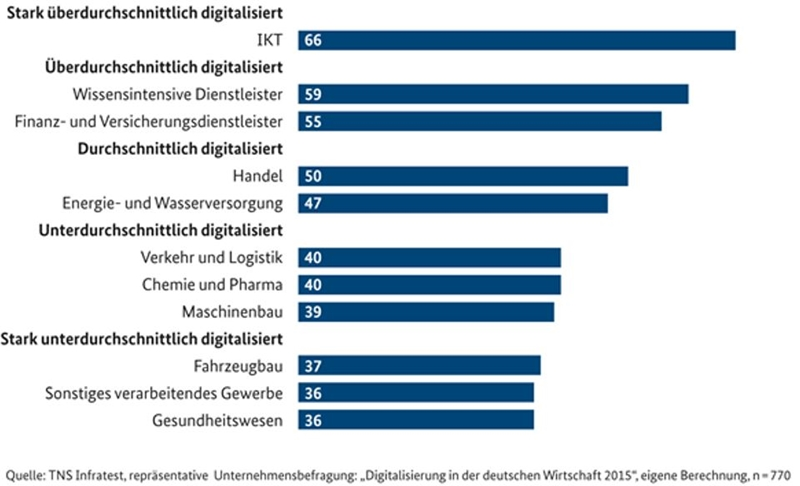 Stark überdurchschnittlich digitalisiert
IKT 66
Überdurchschnittlich digitalisiert
Wissensintensive Dienstleister 59
Finanz- und Versicherungsdienstleister 55
Durchschnittlich digitalisiert
Handel 50
Energie- und Wasserversorgung 47
Unterdurchschnittlich digitalisiert
Verkehr und Logistik 40
Chemie und Pharma 40
Maschinenbau 39
Stark unterdurchschnittlich digitalisiert
Fahrzeugbau 37
Sonstiges verarbeitendes Gewerbe 36
Gesundheitswesen 36
Quelle: TNS Infratest, repräsentative Unternehmensbefragung: „Digitalisierung in der deutschen Wirtschaft 2015“, eigene Berechnung, n = 770